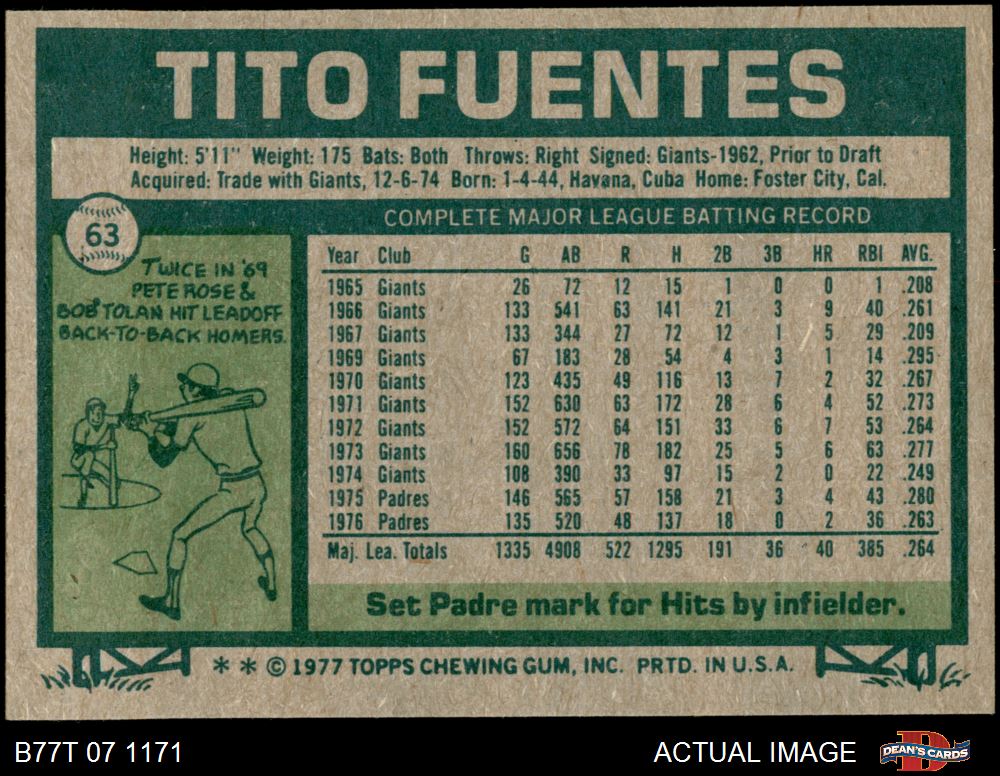 TITO FUENTES
Height: 5'11" Weight: 175 Bats: Both Throws: Right Signed: Giants-1962, Prior to Draft
Acquired: Trade with Giants, 12-6-74 Born: 1-4-44, Havana, Cuba Home: Foster City, Cal.
63
TWICE IN '69
PETE ROSE &
BOB TOLAN HIT LEADOFF
BACK-TO-BACK HOMERS.
COMPLETE MAJOR LEAGUE BATTING RECORD
Year Club G AB R H 2B 3B HR RBI AVG.
1965 Giants 26 72 12 15 1 0 0 1 .208
1966 Giants 133 541 63 141 21 3 9 40 .261
1967 Giants 133 344 27 72 12 1 5 29 .209
1969 Giants 67 183 28 54 4 3 1 14 .295
1970 Giants 123 435 49 116 13 7 2 32 .267
1971 Giants 152 630 63 172 28 6 4 52 .273
1972 Giants 152 572 64 151 33 6 7 53 .264
1973 Giants 160 656 78 182 25 5 6 63 .277
1974 Giants 108 390 33 97 15 2 0 22 .249
1975 Padres 146 565 57 158 21 3 4 43 .280
1976 Padres 135 520 48 137 18 0 2 36 .263
Maj. Lea. Totals 1335 4908 522 1295 191 36 40 385 .264
Set Padre mark for Hits by infielder.
* * © 1977 TOPPS CHEWING GUM, INC. PRTD. IN U.S.A.
B77T 07 1171
ACTUAL IMAGE
D
DEAN'S CARDS